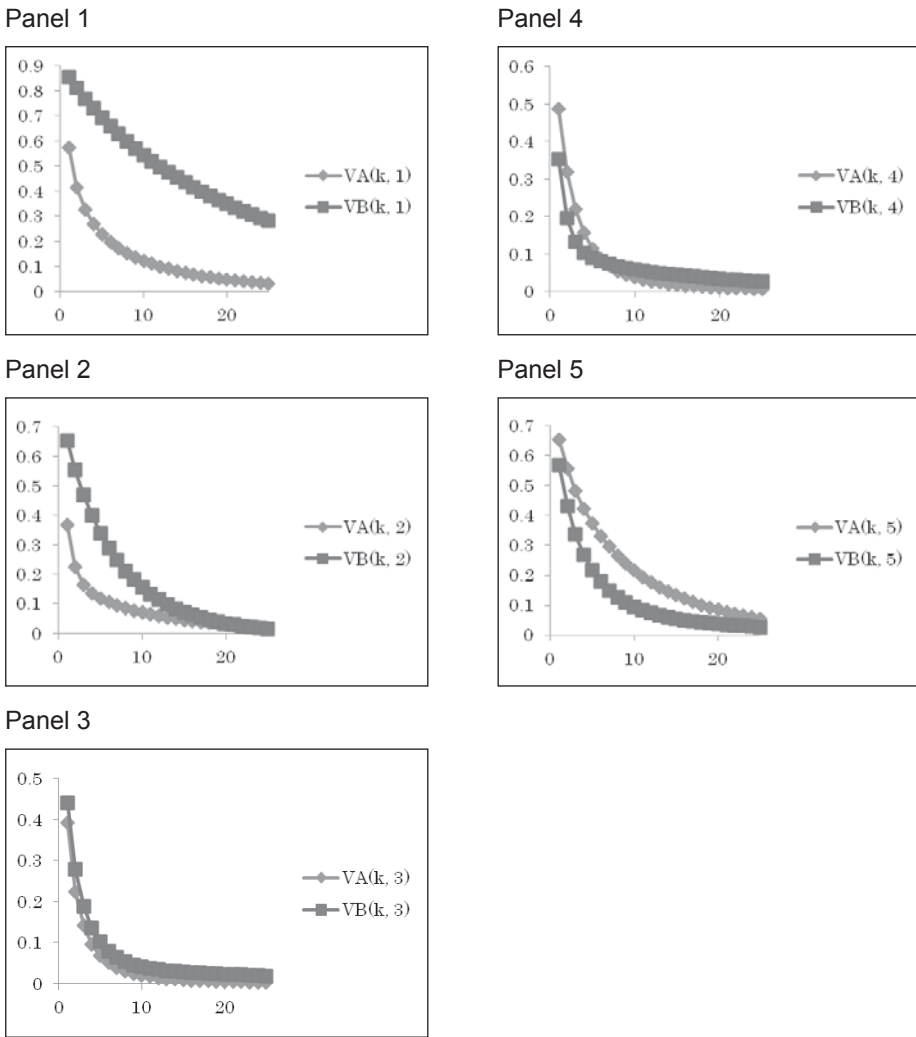 Panel 1
0.9
0.8
0.7
0.6
0.5
0.4
0.3
0.2
0.1
0
0 10 20
VA(k, 1)
VB(k, 1)
Panel 4
0.6
0.5
0.4
0.3
0.2
0.1
0
0 10 20
VA(k, 4)
VB(k, 4)
Panel 2
0.7
0.6
0.5
0.4
0.3
0.2
0.1
0
0 10 20
VA(k, 2)
VB(k, 2)
Panel 5
0.7
0.6
0.5
0.4
0.3
0.2
0.1
0
0 10 20
VA(k, 5)
VB(k, 5)
Panel 3
0.5
0.4
0.3
0.2
0.1
0
0 10 20
VA(k, 3)
VB(k, 3)